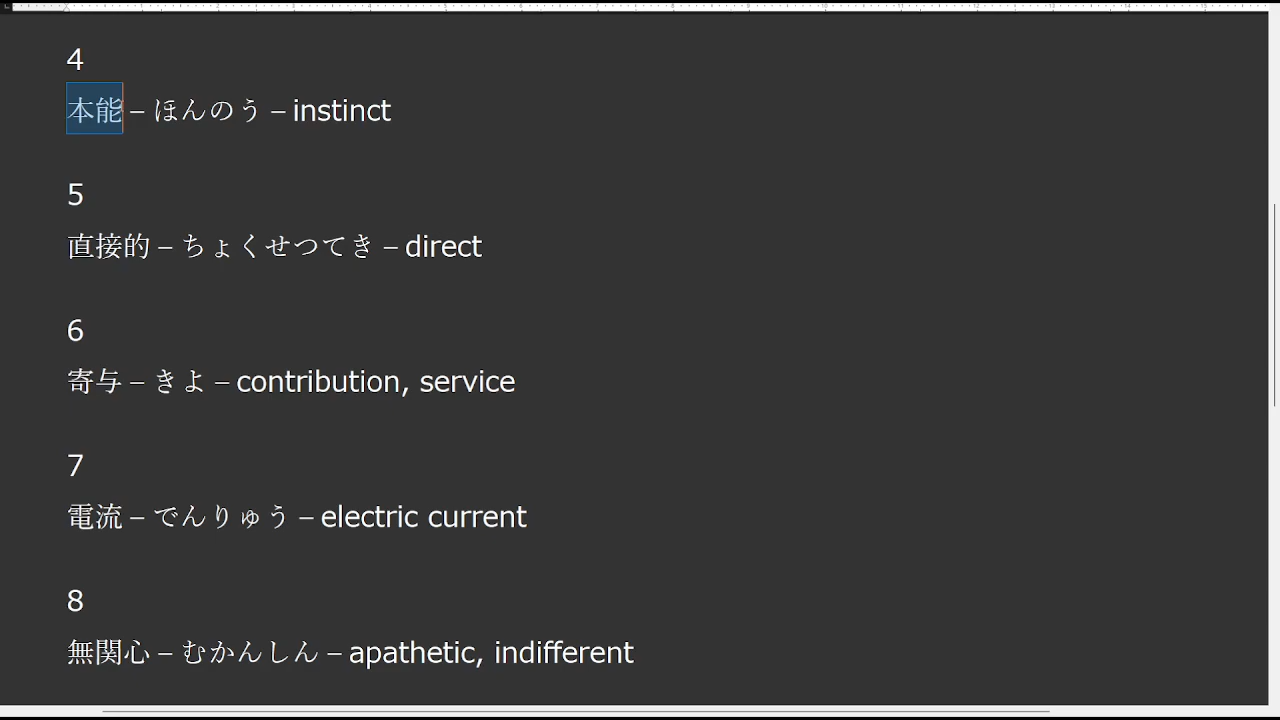 4
本能 – ほんのう – instinct
5
直接的 – ちょくせつてき – direct
6
寄与 – きよ – contribution, service
7
電流 – でんりゅう – electric current
8
無関心 – むかんしん – apathetic, indifferent